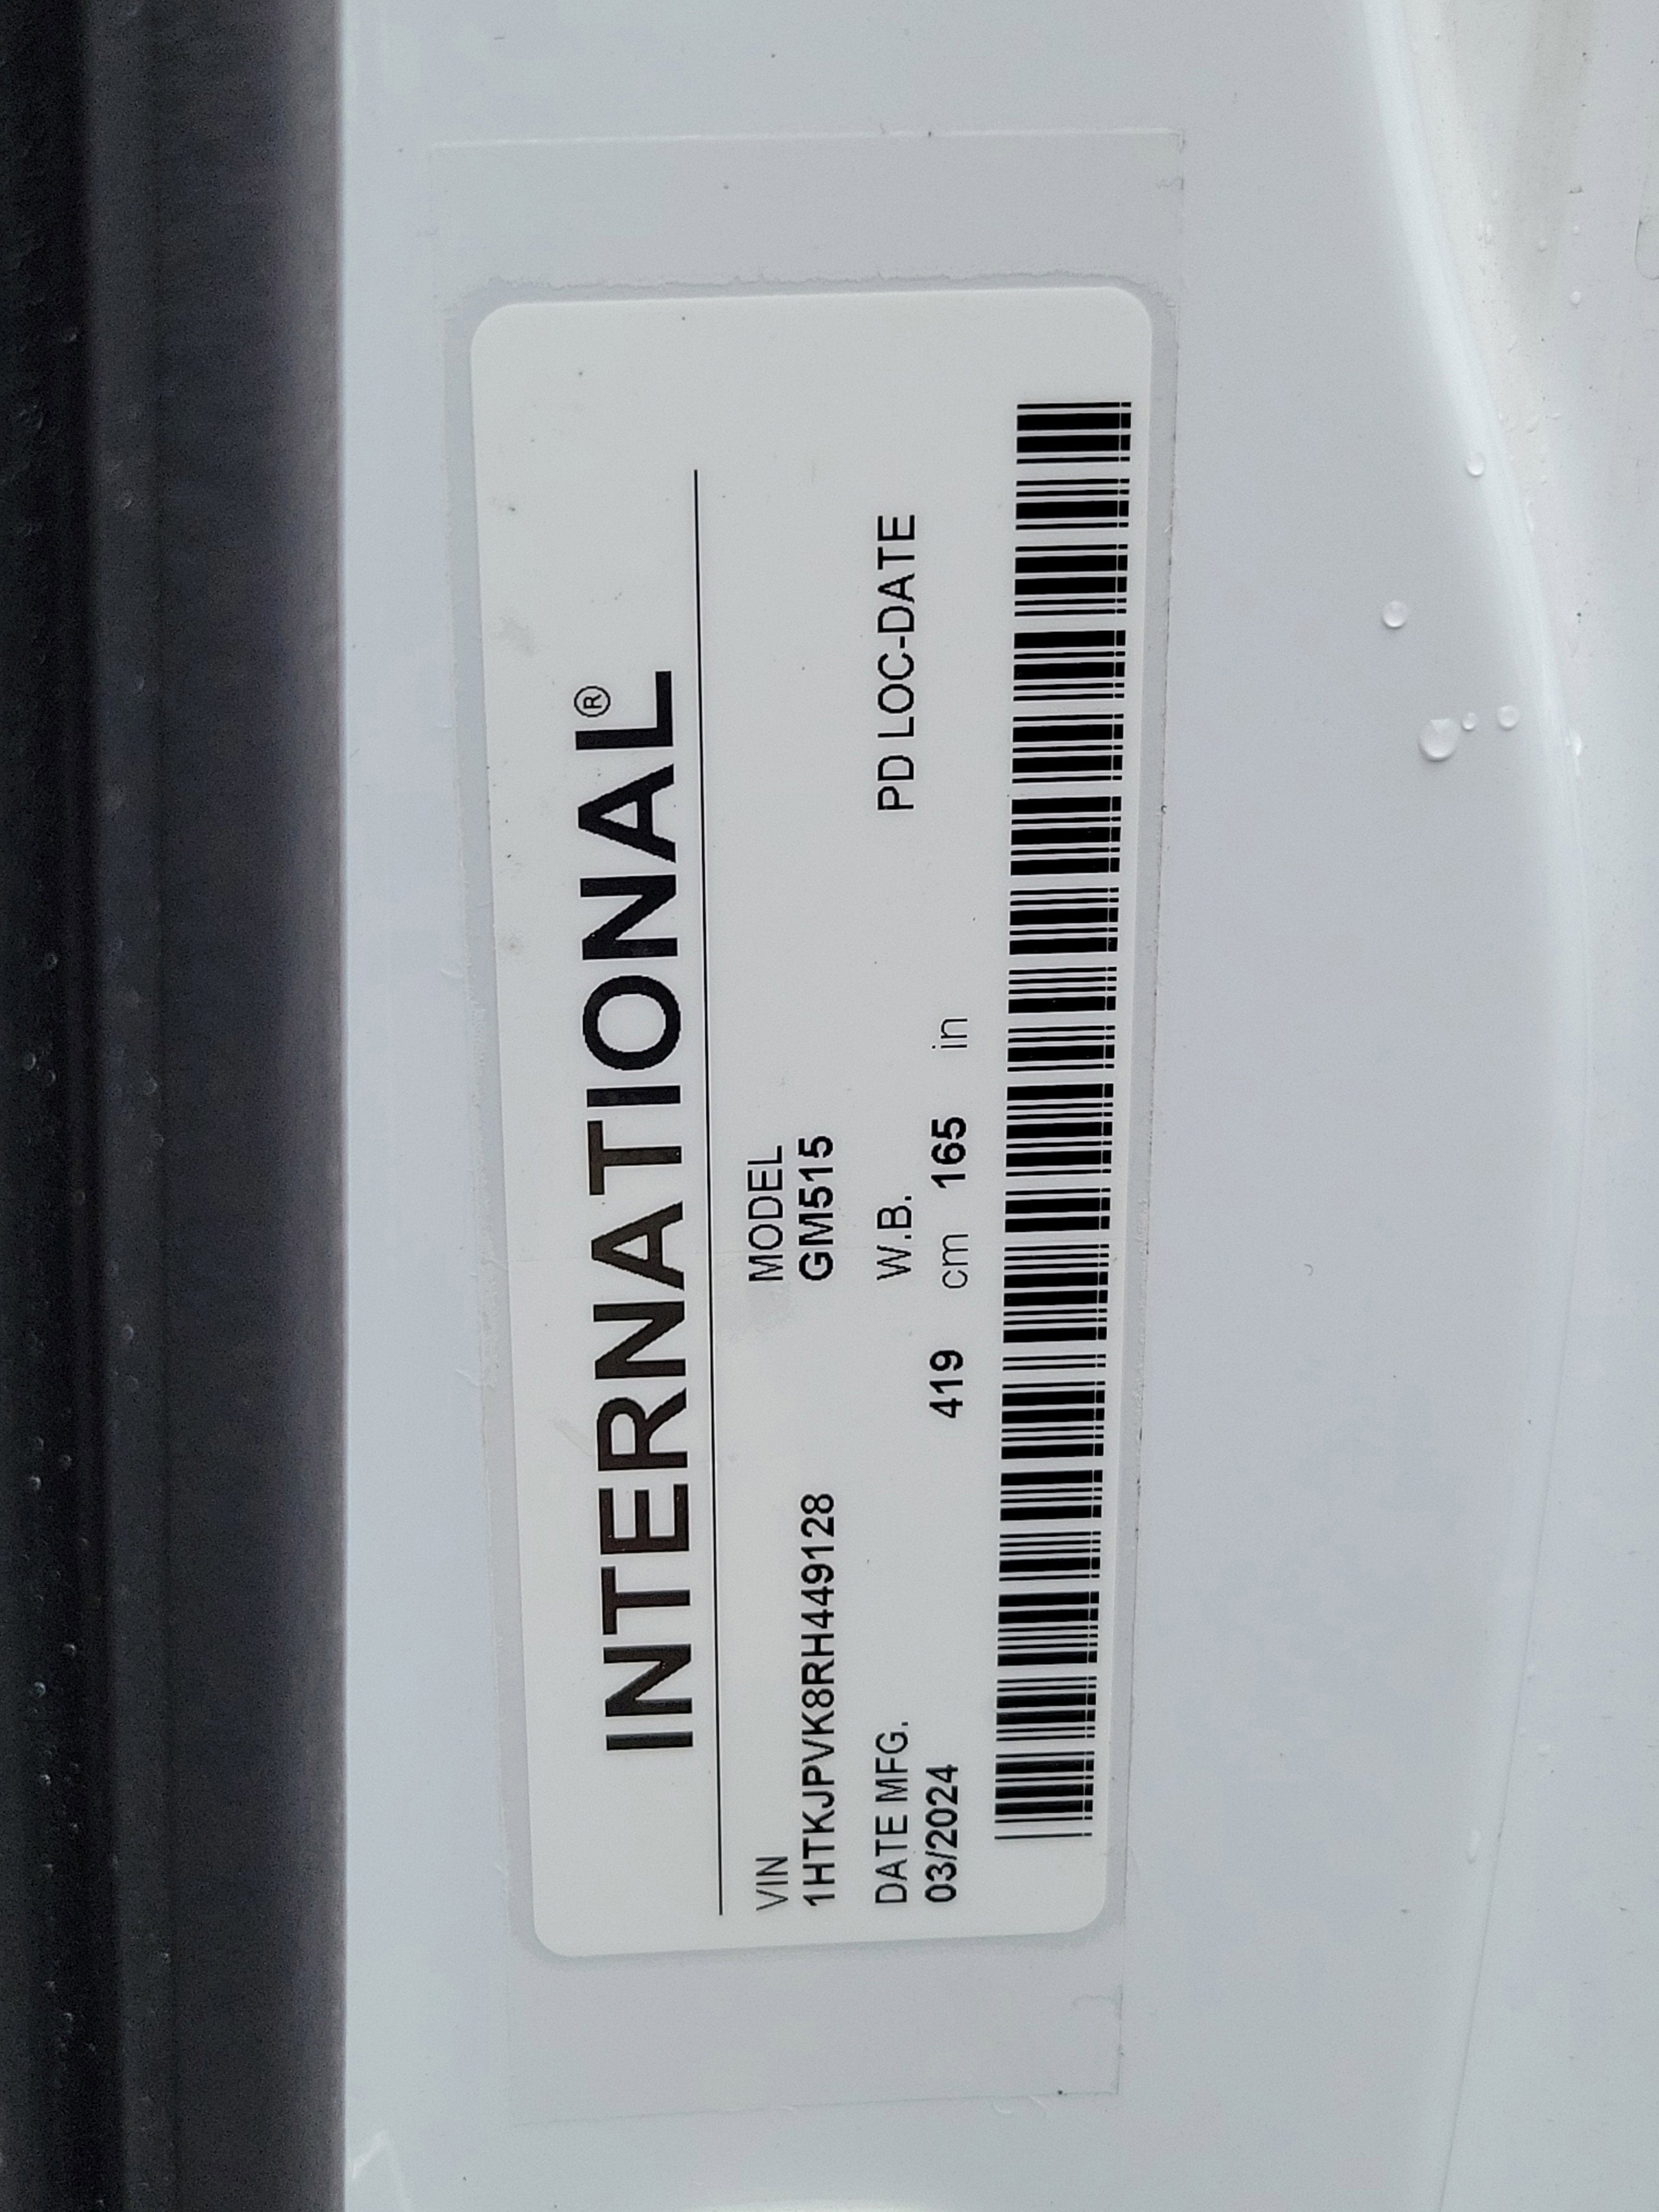 INTERNATIONAL®
VIN
1HTKJPVK8RH449128
MODEL
GM515
DATE MFG.
03/2024
W.B.
419 cm 165 in
PD LOC-DATE